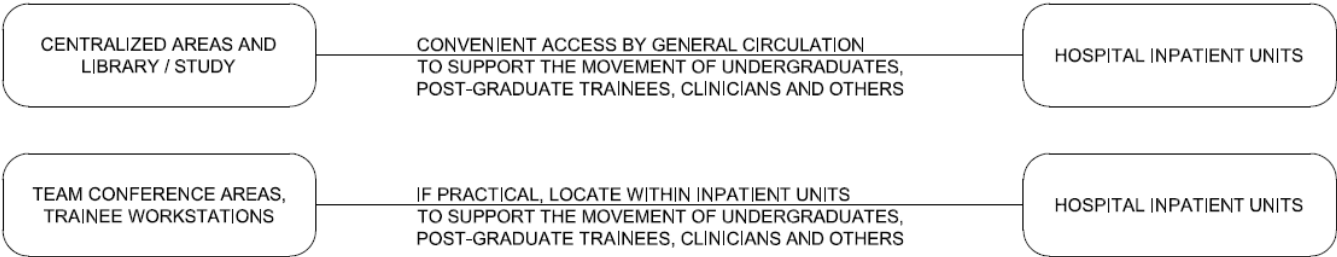 CENTRALIZED AREAS AND
LIBRARY / STUDY
CONVENIENT ACCESS BY GENERAL CIRCULATION
TO SUPPORT THE MOVEMENT OF UNDERGRADUATES,
POST-GRADUATE TRAINEES, CLINICIANS AND OTHERS
HOSPITAL INPATIENT UNITS
TEAM CONFERENCE AREAS,
TRAINEE WORKSTATIONS
IF PRACTICAL, LOCATE WITHIN INPATIENT UNITS
TO SUPPORT THE MOVEMENT OF UNDERGRADUATES,
POST-GRADUATE TRAINEES, CLINICIANS AND OTHERS
HOSPITAL INPATIENT UNITS